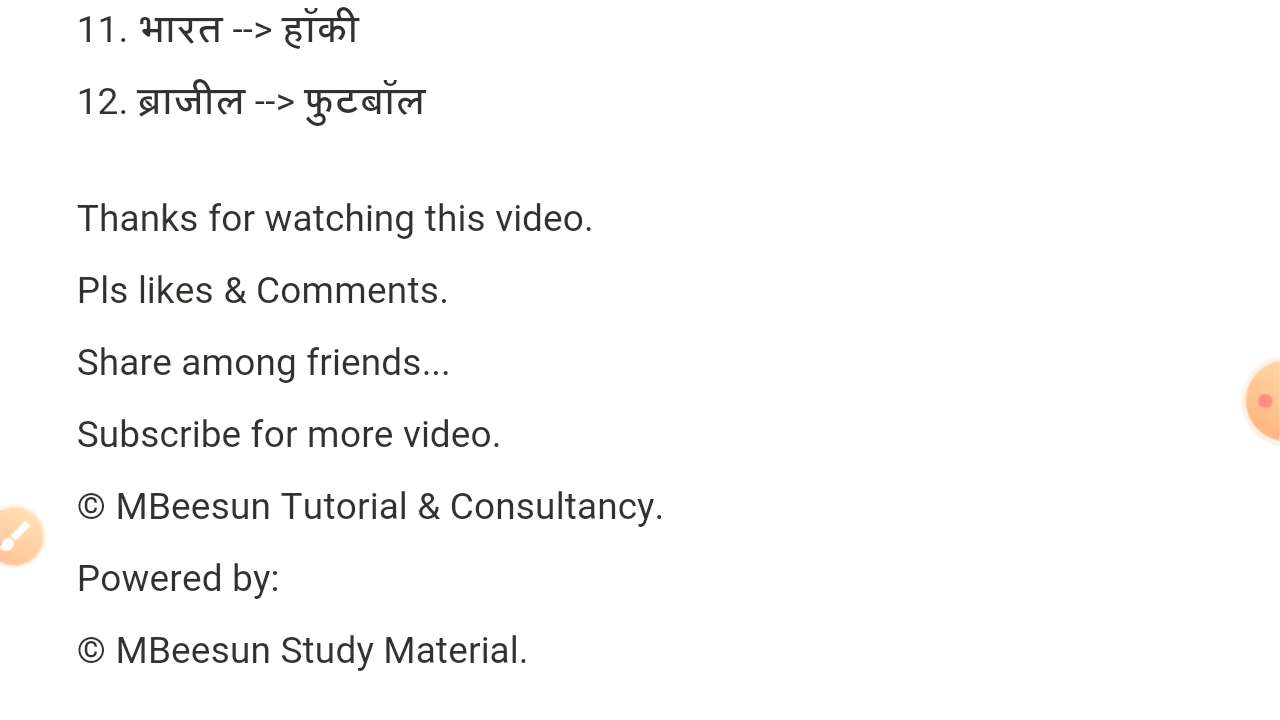 11. भारत --> हॉकी
12. ब्राजील --> फुटबॉल
Thanks for watching this video.
Pls likes & Comments.
Share among friends...
Subscribe for more video.
© MBeesun Tutorial & Consultancy.
Powered by:
© MBeesun Study Material.